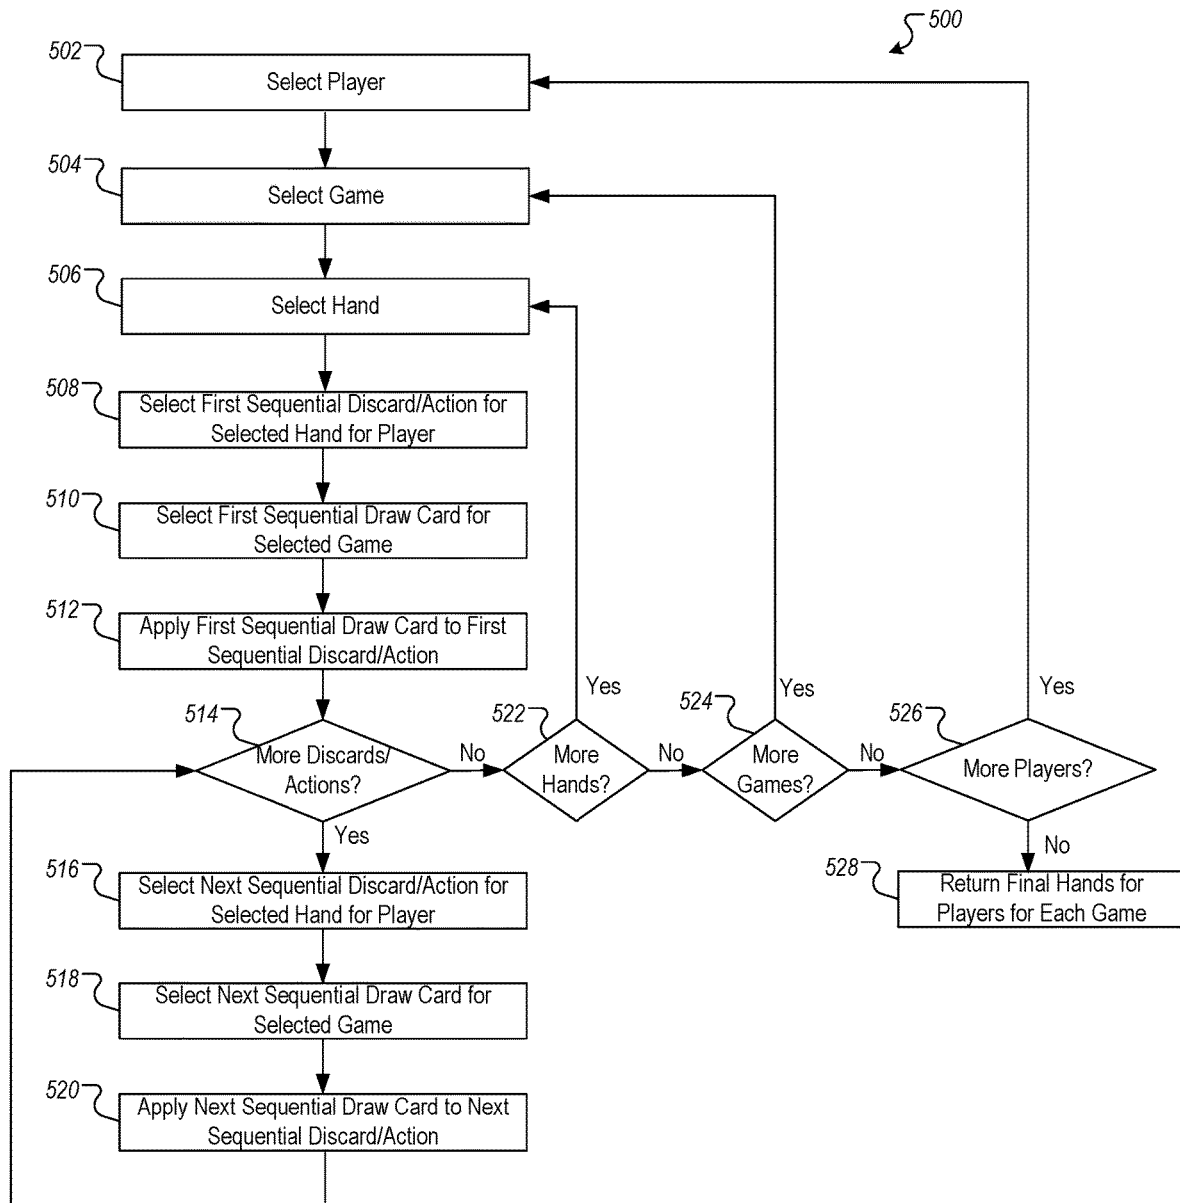 500
502
Select Player
504
Select Game
506
Select Hand
508
Select First Sequential Discard/Action for
Selected Hand for Player
510
Select First Sequential Draw Card for
Selected Game
512
Apply First Sequential Draw Card to First
Sequential Discard/Action
514
More Discards/
Actions?
No
Yes
522
More
Hands?
Yes
No
524
More
Games?
Yes
No
526
More Players?
Yes
No
516
Select Next Sequential Discard/Action for
Selected Hand for Player
528
Return Final Hands for
Players for Each Game
518
Select Next Sequential Draw Card for
Selected Game
520
Apply Next Sequential Draw Card to Next
Sequential Discard/Action